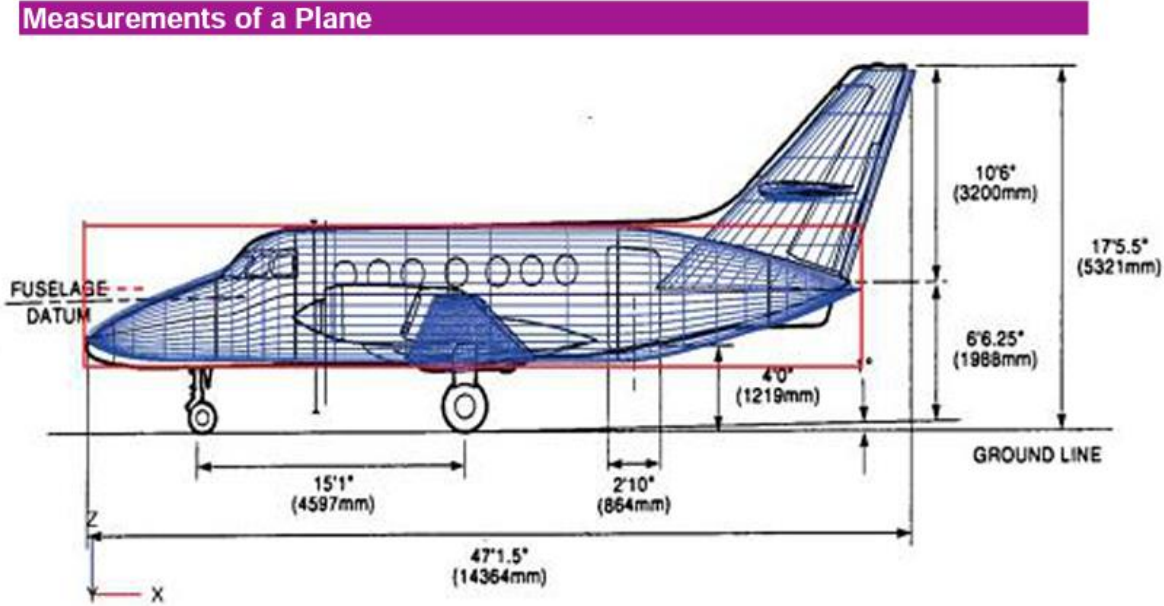 Measurements of a Plane
10'6"
(3200mm)
17'5.5"
(5321mm)
FUSELAGE
DATUM
6'6.25"
(1988mm)
1°
4'0"
(1219mm)
GROUND LINE
15'1"
(4597mm)
2'10"
(864mm)
Z
47'1.5"
(14364mm)
Y
X